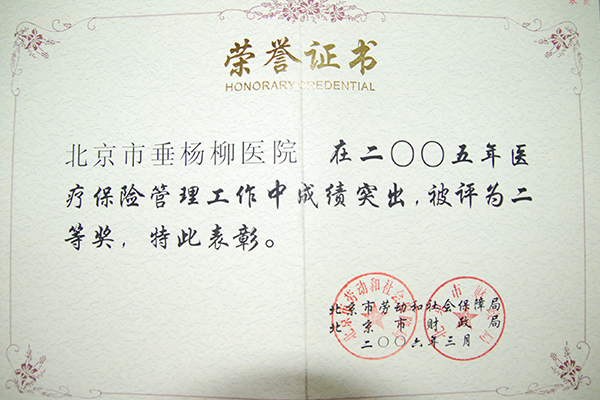 荣誉证书
HONORARY CREDENTIAL
北京市垂杨柳医院 在二〇〇五年医
疗保险管理工作中成绩突出,被评为二
等奖，特此表彰。
北京市劳动和社会保障局
北京市财政局
二〇〇六年三月